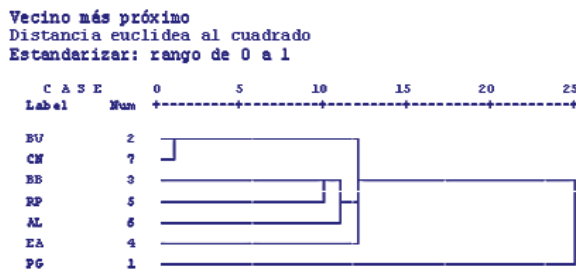 Vecino más próximo
Distancia euclidea al cuadrado
Estandarizar: rango de 0 a 1
C A S E 0 5 10 15 20 25
Label Num +---------+---------+---------+---------+---------+
BU 2
CN 7
BB 3
RP 5
AL 6
EA 4
PG 1